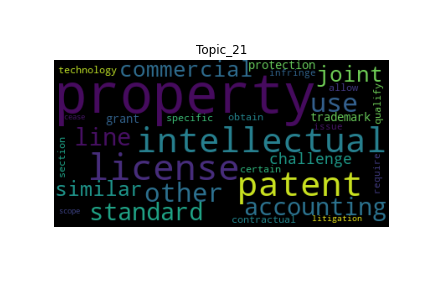 Topic_21
technology commercial protection joint
infringe
property use allow qualify
grant specific obtain trademark
issue
line intellectual
section license challenge
certain require
similar other patent
standard accounting
scope contractual litigation